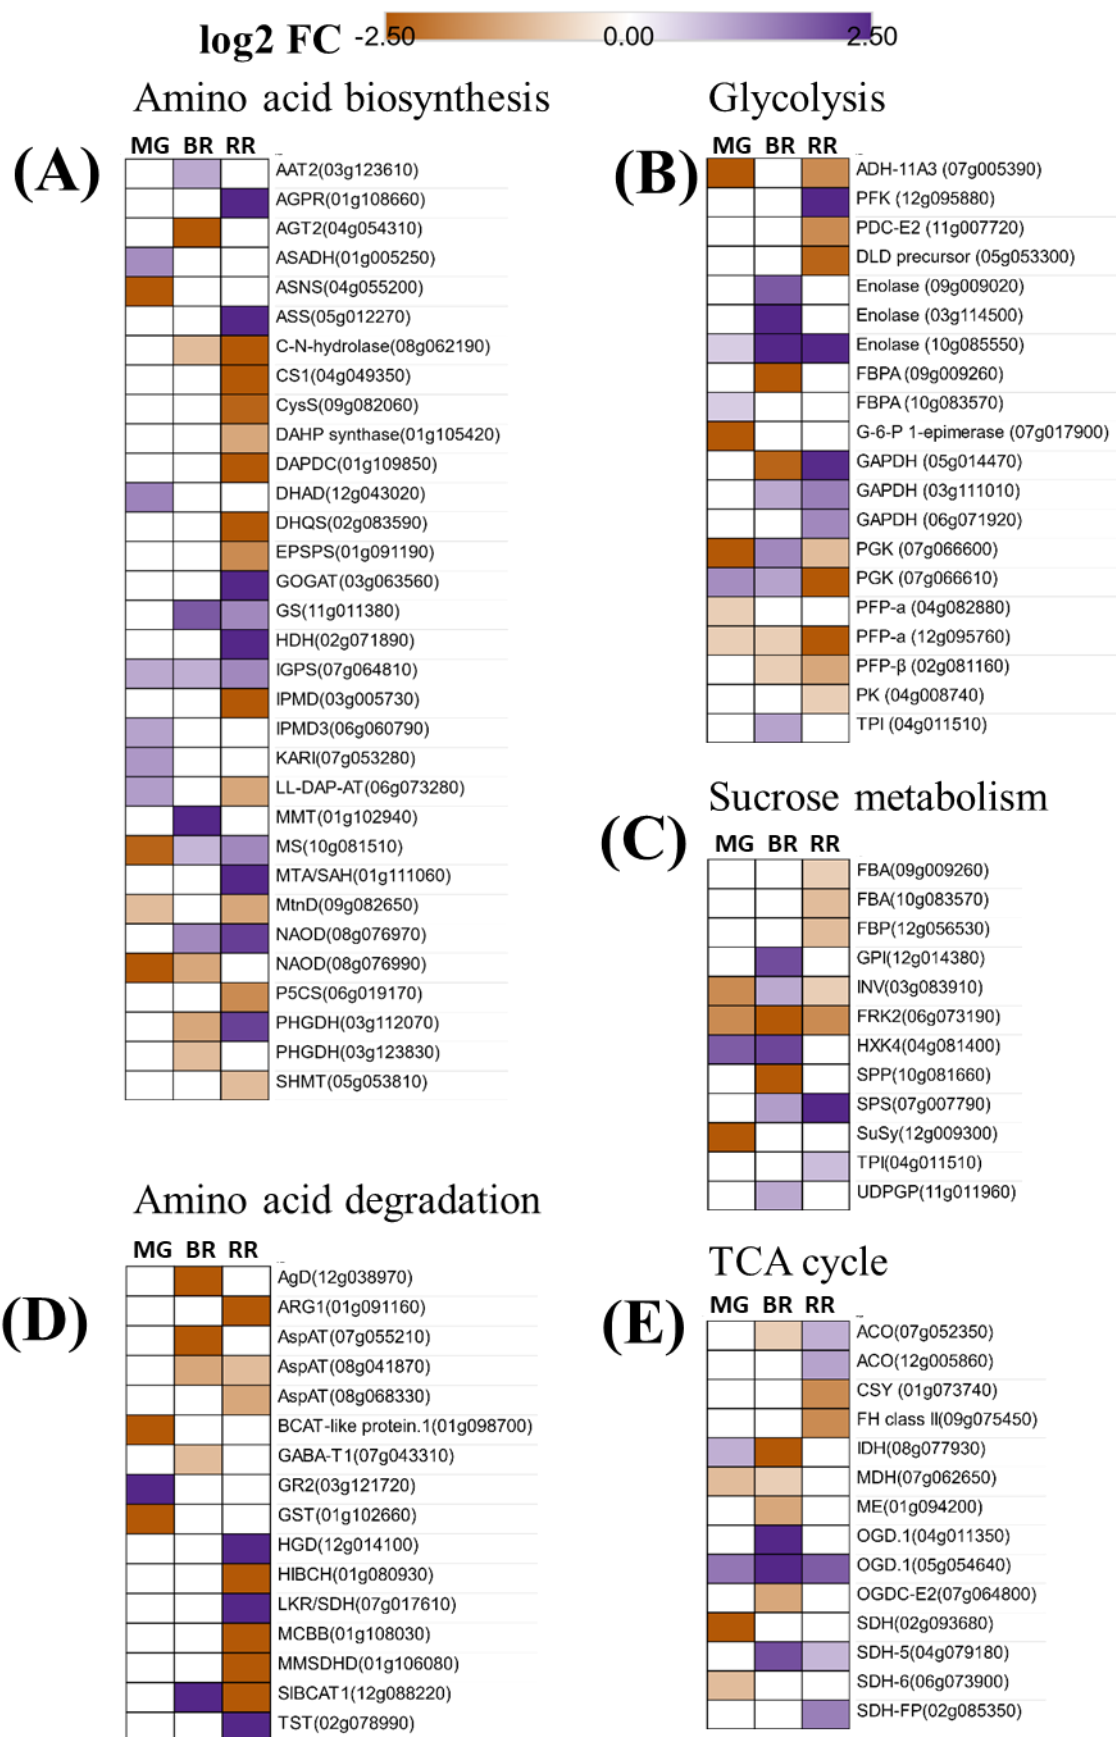 log2 FC -2.50 0.00 2.50
Amino acid biosynthesis
(A)
MG BR RR
AAT2(03g123610)
AGPR(01g108660)
AGT2(04g054310)
ASADH(01g005250)
ASNS(04g055200)
ASS(05g012270)
C-N-hydrolase(08g062190)
CS1(04g049350)
CysS(09g082060)
DAHP synthase(01g105420)
DAPDC(01g109850)
DHAD(12g043020)
DHQS(02g083590)
EPSPS(01g091190)
GOGAT(03g063560)
GS(11g011380)
HDH(02g071890)
IGPS(07g064810)
IPMD(03g005730)
IPMD3(06g060790)
KARI(07g053280)
LL-DAP-AT(06g073280)
MMT(01g102940)
MS(10g081510)
MTA/SAH(01g111060)
MtnD(09g082650)
NAOD(08g076970)
NAOD(08g076990)
P5CS(06g019170)
PHGDH(03g112070)
PHGDH(03g123830)
SHMT(05g053810)
Glycolysis
(B)
MG BR RR
ADH-11A3 (07g005390)
PFK (12g095880)
PDC-E2 (11g007720)
DLD precursor (05g053300)
Enolase (09g009020)
Enolase (03g114500)
Enolase (10g085550)
FBPA (09g009260)
FBPA (10g083570)
G-6-P 1-epimerase (07g017900)
GAPDH (05g014470)
GAPDH (03g111010)
GAPDH (06g071920)
PGK (07g066600)
PGK (07g066610)
PFP-a (04g082880)
PFP-a (12g095760)
PFP-β (02g081160)
PK (04g008740)
TPI (04g011510)
Sucrose metabolism
(C)
MG BR RR
FBA(09g009260)
FBA(10g083570)
FBP(12g056530)
GPI(12g014380)
INV(03g083910)
FRK2(06g073190)
HXK4(04g081400)
SPP(10g081660)
SPS(07g007790)
SuSy(12g009300)
TPI(04g011510)
UDPGP(11g011960)
Amino acid degradation
(D)
MG BR RR
AgD(12g038970)
ARG1(01g091160)
AspAT(07g055210)
AspAT(08g041870)
AspAT(08g068330)
BCAT-like protein.1(01g098700)
GABA-T1(07g043310)
GR2(03g121720)
GST(01g102660)
HGD(12g014100)
HIBCH(01g080930)
LKR/SDH(07g017610)
MCBB(01g108030)
MMSDHD(01g106080)
SIBCAT1(12g088220)
TST(02g078990)
TCA cycle
(E)
MG BR RR
ACO(07g052350)
ACO(12g005860)
CSY (01g073740)
FH class II(09g075450)
IDH(08g077930)
MDH(07g062650)
ME(01g094200)
OGD.1(04g011350)
OGD.1(05g054640)
OGDC-E2(07g064800)
SDH(02g093680)
SDH-5(04g079180)
SDH-6(06g073900)
SDH-FP(02g085350)